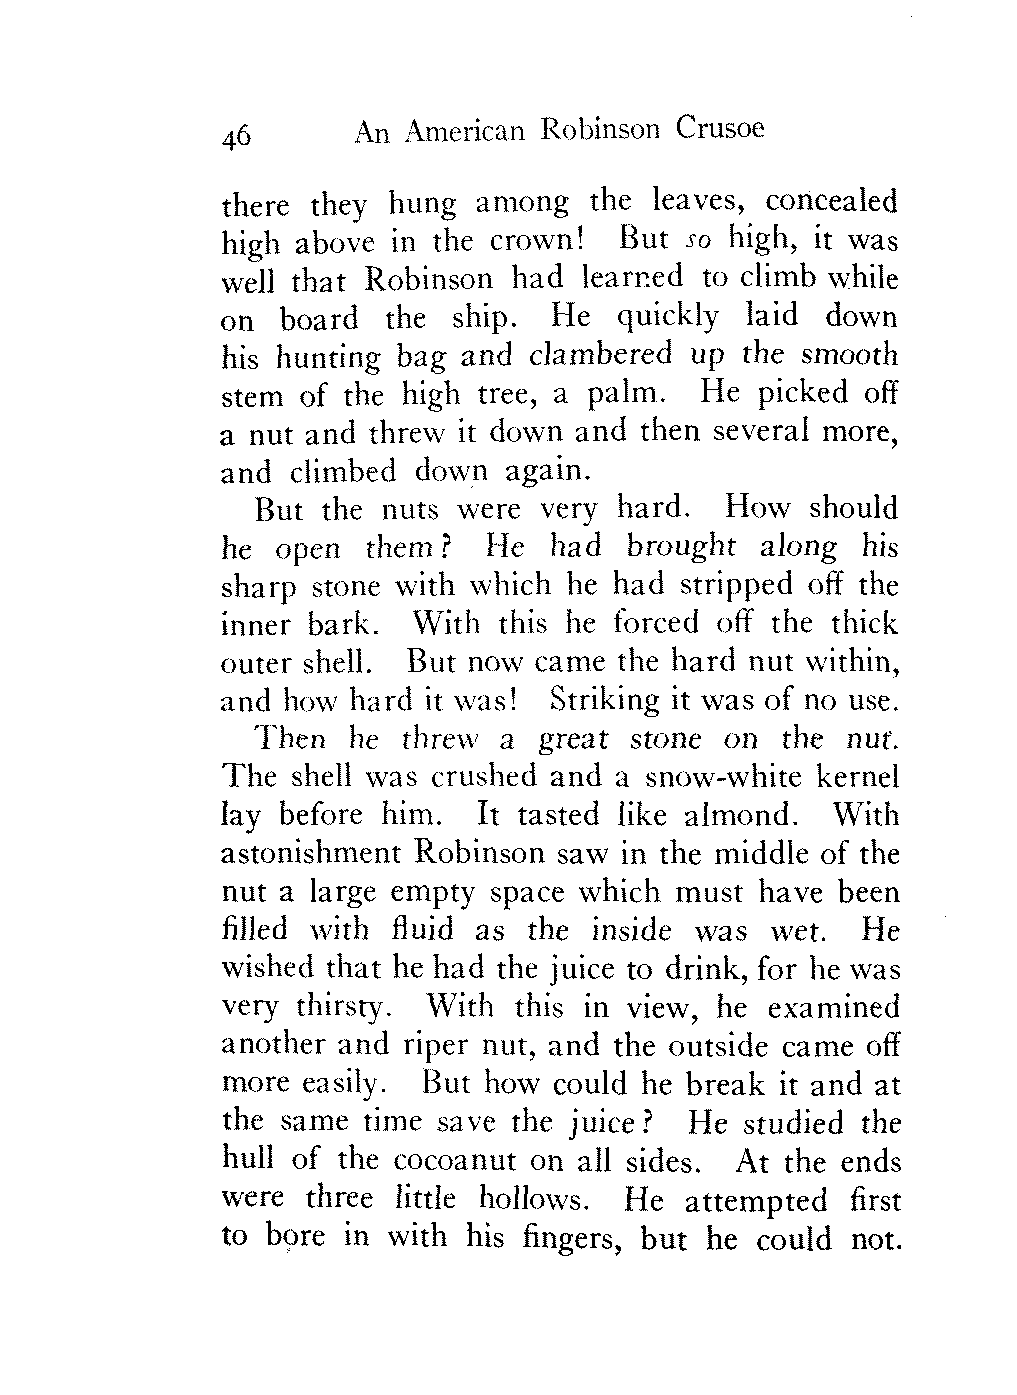 46 An American Robinson Crusoe
there they hung among the leaves, concealed
high above in the crown! But so high, it was
well that Robinson had learned to climb while
on board the ship. He quickly laid down
his hunting bag and clambered up the smooth
stem of the high tree, a palm. He picked off
a nut and threw it down and then several more,
and climbed down again.
But the nuts were very hard. How should
he open them? He had brought along his
sharp stone with which he had stripped off the
inner bark. With this he forced off the thick
outer shell. But now came the hard nut within,
and how hard it was! Striking it was of no use.
Then he threw a great stone on the nut.
The shell was crushed and a snow-white kernel
lay before him. It tasted like almond. With
astonishment Robinson saw in the middle of the
nut a large empty space which must have been
filled with fluid as the inside was wet. He
wished that he had the juice to drink, for he was
very thirsty. With this in view, he examined
another and riper nut, and the outside came off
more easily. But how could he break it and at
the same time save the juice? He studied the
hull of the cocoanut on all sides. At the ends
were three little hollows. He attempted first
to bore in with his fingers, but he could not.